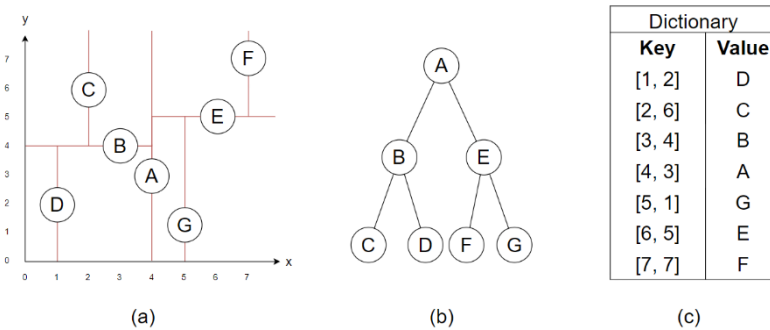 y
7
6
5
4
3
2
1
0
0 1 2 3 4 5 6 7
x
F
C
E
B
A
D
G
(a)
A
B E
C D F G
(b)
Dictionary
Key Value
[1, 2] D
[2, 6] C
[3, 4] B
[4, 3] A
[5, 1] G
[6, 5] E
[7, 7] F
(c)